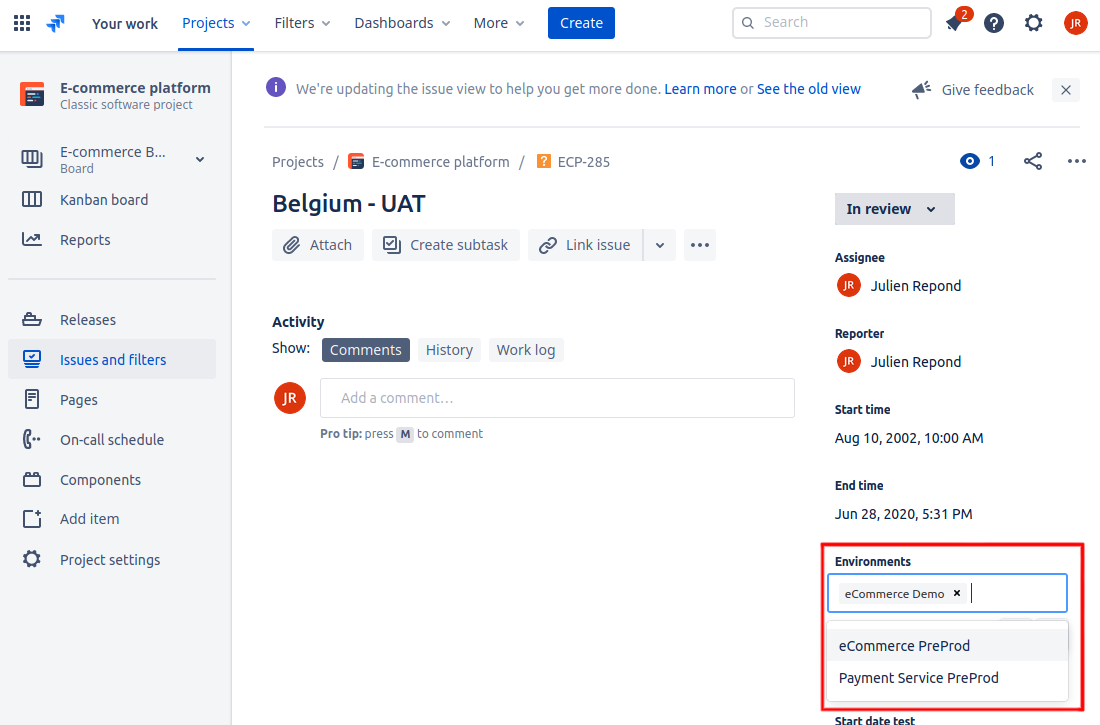 Your work Projects Filters Dashboards More Create Search 2 JR
E-commerce platform
Classic software project
E-commerce B...
Board
Kanban board
Reports
Releases
Issues and filters
Pages
On-call schedule
Components
Add item
Project settings
We're updating the issue view to help you get more done. Learn more or See the old view Give feedback
Projects / E-commerce platform / ECP-285 1
Belgium - UAT
Attach Create subtask Link issue
Activity
Show: Comments History Work log
JR Add a comment…
Pro tip: press M to comment
In review
Assignee
JR Julien Repond
Reporter
JR Julien Repond
Start time
Aug 10, 2002, 10:00 AM
End time
Jun 28, 2020, 5:31 PM
Environments
eCommerce Demo
eCommerce PreProd
Payment Service PreProd
Start date test